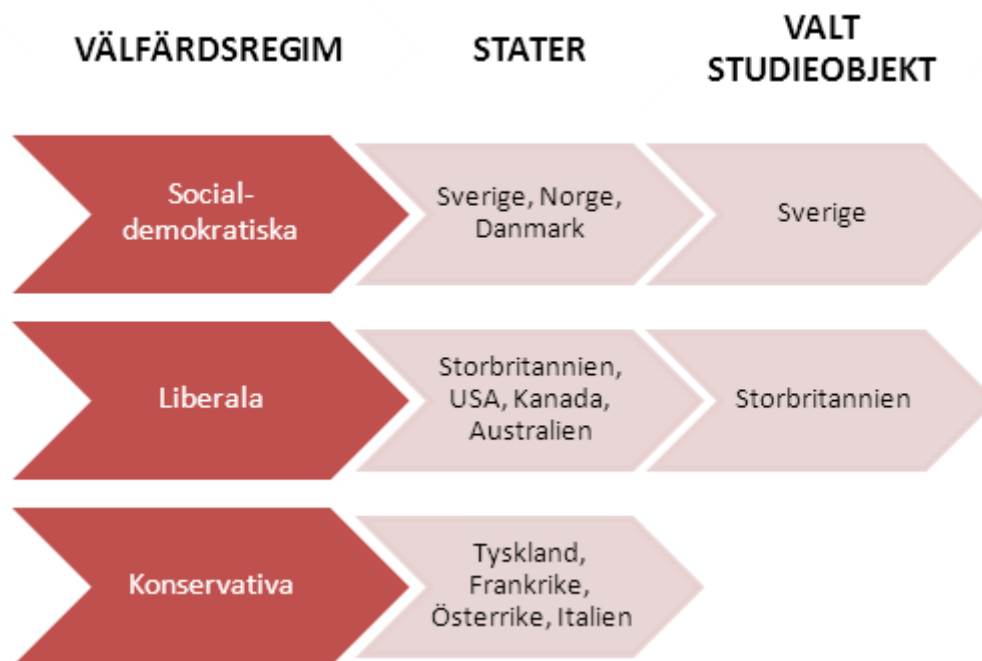 VÄLFÄRDSREGIM
STATER
VALT
STUDIEOBJEKT
Social-
demokratiska
Sverige, Norge,
Danmark
Sverige
Liberala
Storbritannien,
USA, Kanada,
Australien
Storbritannien
Konservativa
Tyskland,
Frankrike,
Österrike, Italien